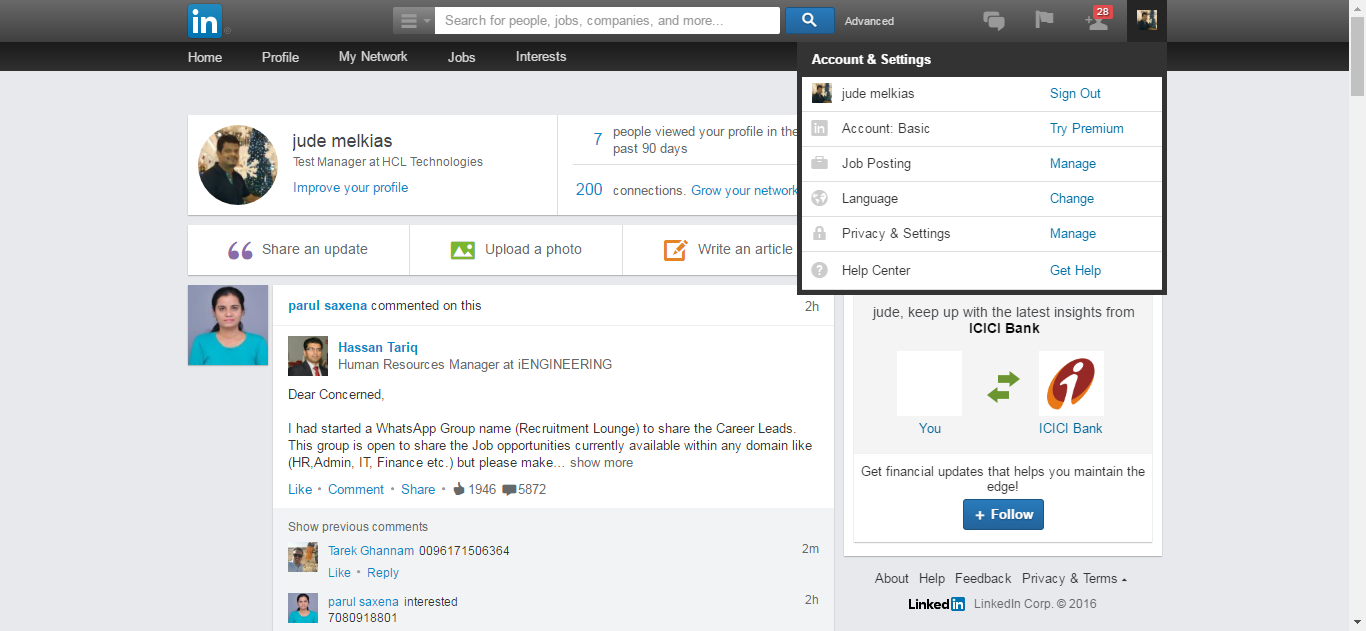 in
Search for people, jobs, companies, and more...
Advanced
28
Home
Profile
My Network
Jobs
Interests
Account & Settings
jude melkias
Sign Out
in
Account: Basic
Try Premium
Job Posting
Manage
Language
Change
Privacy & Settings
Manage
?
Help Center
Get Help
jude melkias
Test Manager at HCL Technologies
Improve your profile
7
people viewed your profile in the
past 90 days
200 connections. Grow your network
Share an update
Upload a photo
Write an article
parul saxena commented on this
2h
Hassan Tariq
Human Resources Manager at iENGINEERING
Dear Concerned,
I had started a WhatsApp Group name (Recruitment Lounge) to share the Career Leads.
This group is open to share the Job opportunities currently available within any domain like
(HR,Admin, IT, Finance etc.) but please make... show more
Like • Comment • Share • 1946 5872
Show previous comments
Tarek Ghannam 0096171506364
2m
Like • Reply
parul saxena interested
2h
7080918801
jude, keep up with the latest insights from
ICICI Bank
You
ICICI Bank
Get financial updates that helps you maintain the
edge!
+ Follow
About Help Feedback Privacy & Terms
Linked in LinkedIn Corp. © 2016